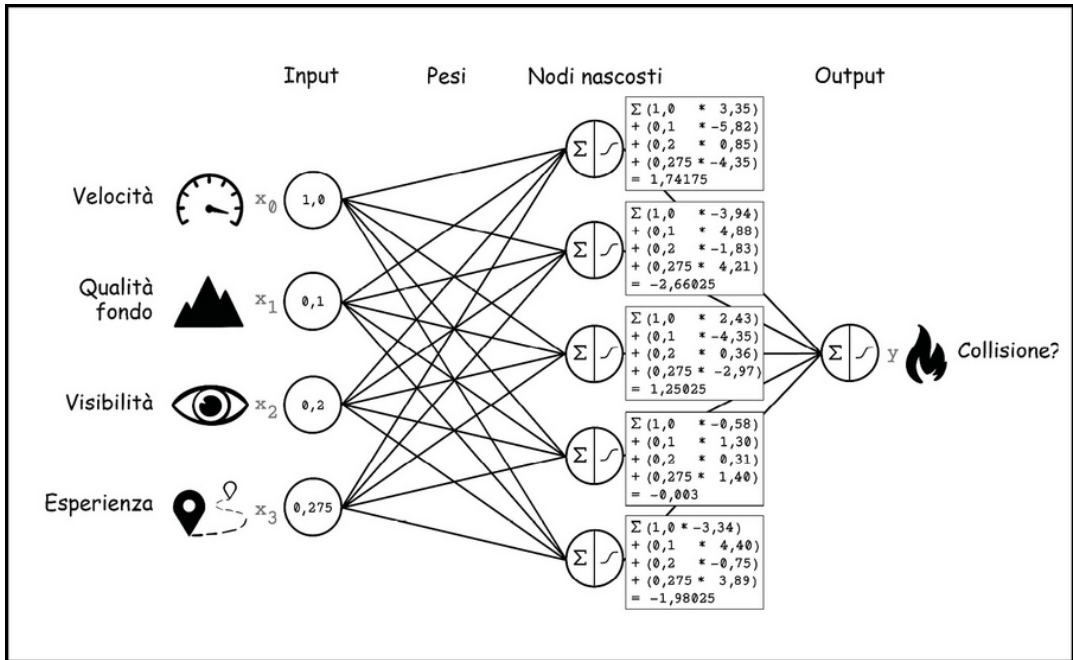 Input Pesi Nodi nascosti Output
Velocità
x0
1,0
Qualità
fondo
x1
0,1
Visibilità
x2
0,2
Esperienza
x3
0,275
Σ
Σ (1,0 * 3,35)
+ (0,1 * -5,82)
+ (0,2 * 0,85)
+ (0,275 * -4,35)
= 1,74175
Σ
Σ (1,0 * -3,94)
+ (0,1 * 4,88)
+ (0,2 * -1,83)
+ (0,275 * 4,21)
= -2,66025
Σ
Σ (1,0 * 2,43)
+ (0,1 * -4,35)
+ (0,2 * 0,36)
+ (0,275 * -2,97)
= 1,25025
Σ
Σ (1,0 * -0,58)
+ (0,1 * 1,30)
+ (0,2 * 0,31)
+ (0,275 * 1,40)
= -0,003
Σ
Σ (1,0 * -3,34)
+ (0,1 * 4,40)
+ (0,2 * -0,75)
+ (0,275 * 3,89)
= -1,98025
Σ
y
Collisione?